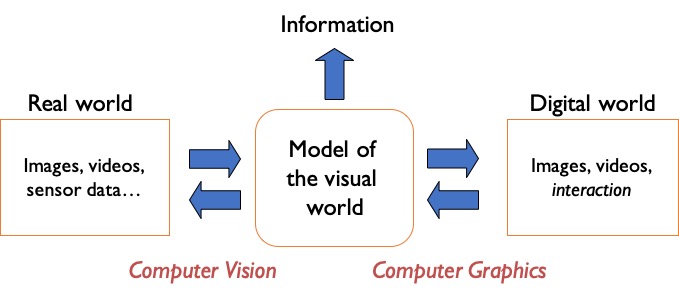 Information
Real world
Digital world
Images, videos,
sensor data…
Model of
the visual
world
Images, videos,
interaction
Computer Vision
Computer Graphics